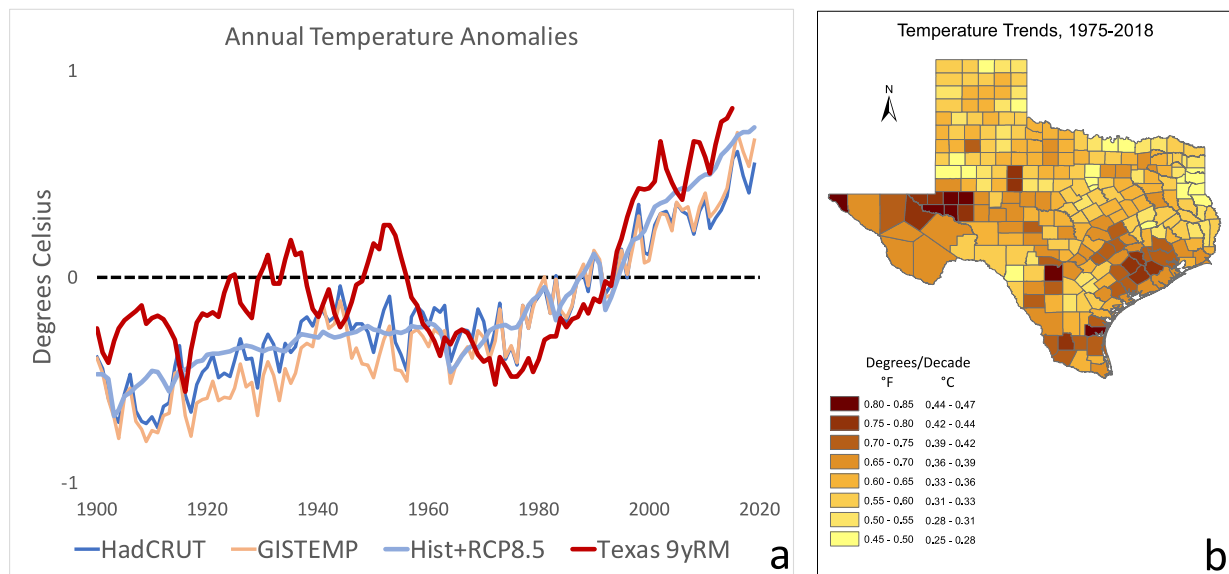 Annual Temperature Anomalies
1
0
-1
Degrees Celsius
1900 1920 1940 1960 1980 2000 2020
HadCRUT GISTEMP Hist+RCP8.5 Texas 9yRM
a
Temperature Trends, 1975-2018
N
Degrees/Decade
°F °C
0.80 - 0.85 0.44 - 0.47
0.75 - 0.80 0.42 - 0.44
0.70 - 0.75 0.39 - 0.42
0.65 - 0.70 0.36 - 0.39
0.60 - 0.65 0.33 - 0.36
0.55 - 0.60 0.31 - 0.33
0.50 - 0.55 0.28 - 0.31
0.45 - 0.50 0.25 - 0.28
b